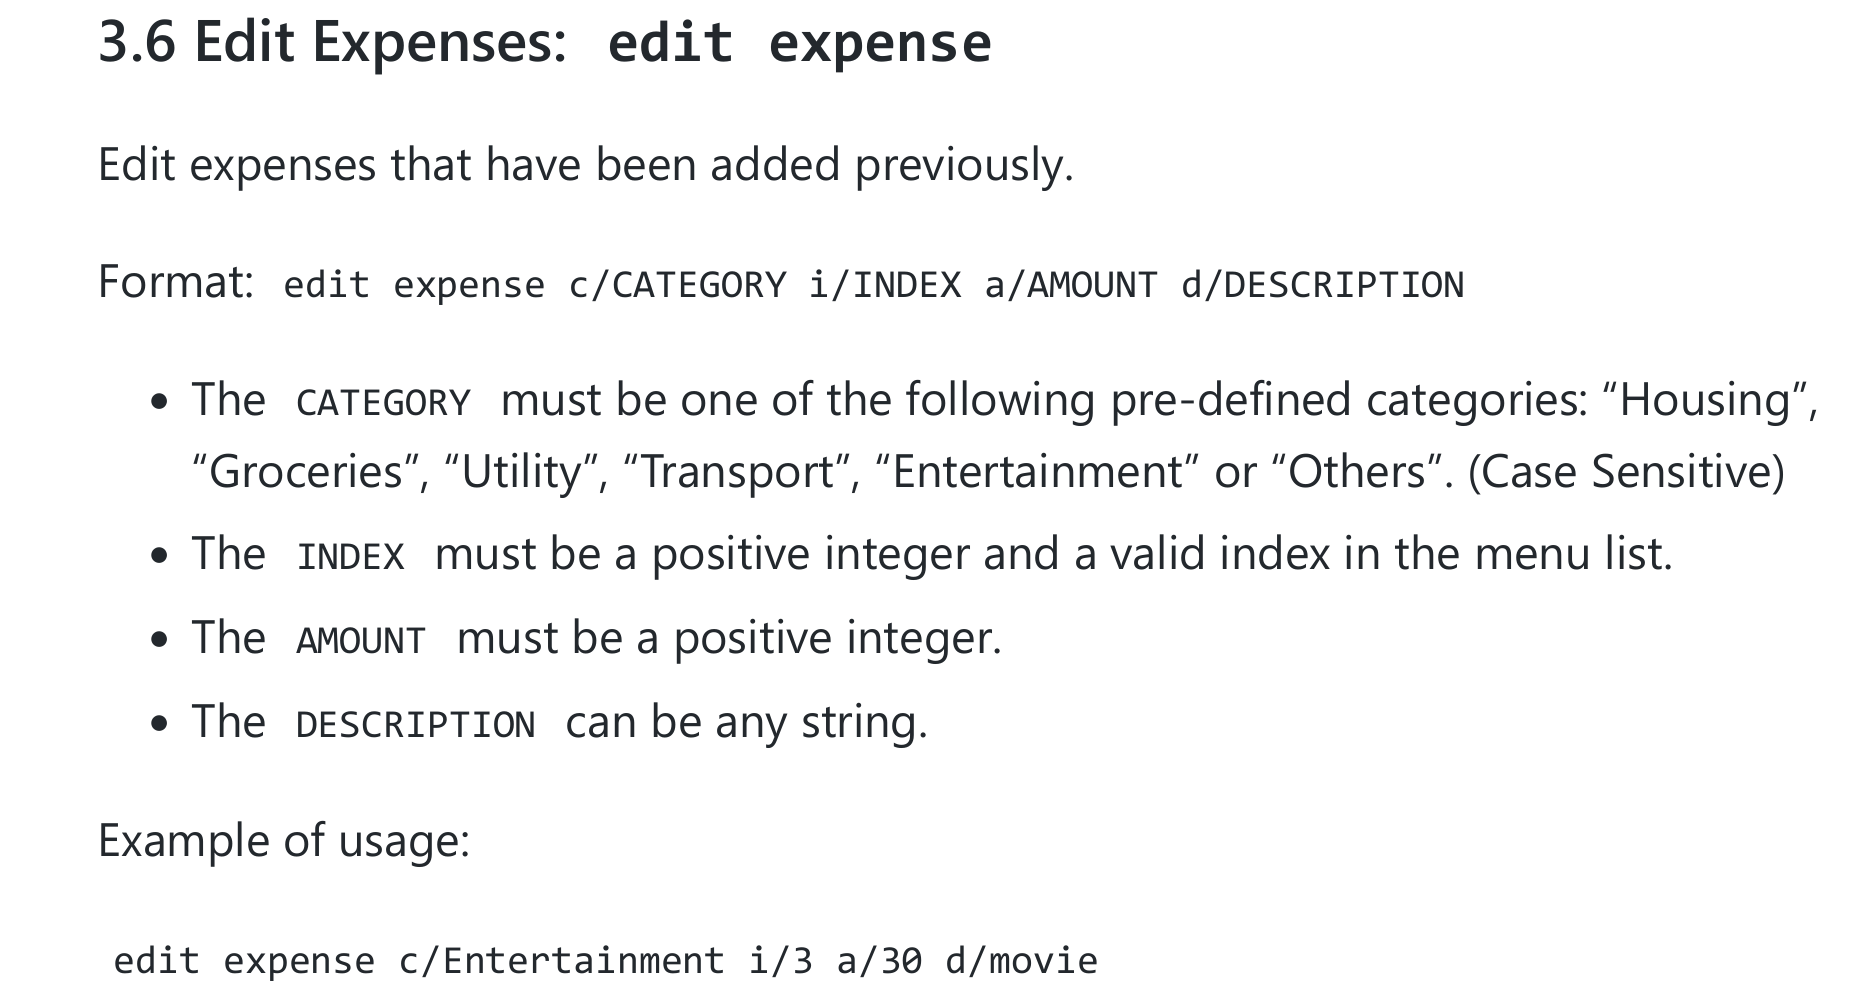 3.6 Edit Expenses: edit expense
Edit expenses that have been added previously.
Format: edit expense c/CATEGORY i/INDEX a/AMOUNT d/DESCRIPTION
• The CATEGORY must be one of the following pre-defined categories: “Housing”,
“Groceries”, “Utility”, “Transport”, “Entertainment” or “Others”. (Case Sensitive)
• The INDEX must be a positive integer and a valid index in the menu list.
• The AMOUNT must be a positive integer.
• The DESCRIPTION can be any string.
Example of usage:
edit expense c/Entertainment i/3 a/30 d/movie